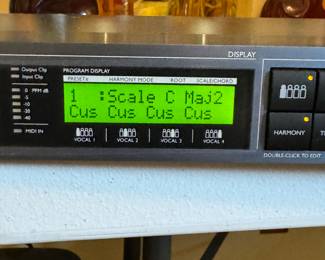 DISPLAY
Output Clip
Input Clip
PROGRAM DISPLAY
PRESET# HARMONY MODE ROOT SCALE/CHORD
0 PPM dB
-5
-10
-20
-40
MIDI IN
1 :Scale C Maj2
Cus Cus Cus Cus
VOCAL 1 VOCAL 2 VOCAL 3 VOCAL 4
HARMONY
DOUBLE-CLICK TO EDIT